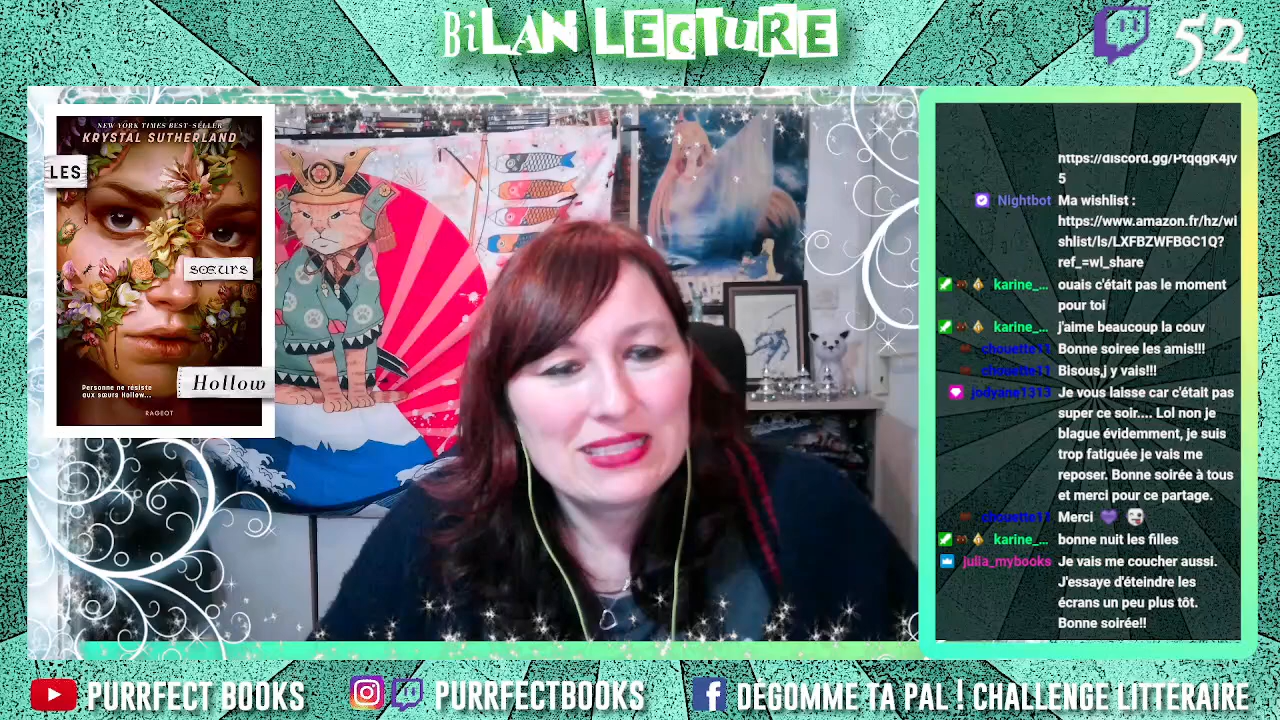 BiLAN LECTURE
52
NEW YORK TIMES BEST-SELLER
KRYSTAL SUTHERLAND
LES
SŒURS
Hollow
Personne ne résiste
aux sœurs Hollow...
RAGEOT
5
Nightbot Ma wishlist :
https://www.amazon.fr/hz/wi
shlist/ls/LXFBZWFBGC1Q?
ref_=wl_share
karine_... ouais c'était pas le moment
pour toi
karine_... j'aime beaucoup la couv
chouette11 Bonne soiree les amis!!!
chouette11 Bisous,j y vais!!!
jodyane1313 Je vous laisse car c'était pas
super ce soir.... Lol non je
blague évidemment, je suis
trop fatiguée je vais me
reposer. Bonne soirée à tous
et merci pour ce partage.
chouette11 Merci
karine_... bonne nuit les filles
julia_mybooks Je vais me coucher aussi.
J'essaye d'éteindre les
écrans un peu plus tôt.
Bonne soirée!!
PURRFECT BOOKS
PURRFECTBOOKS
DÉGOMME TA PAL ! CHALLENGE LITTÉRAIRE